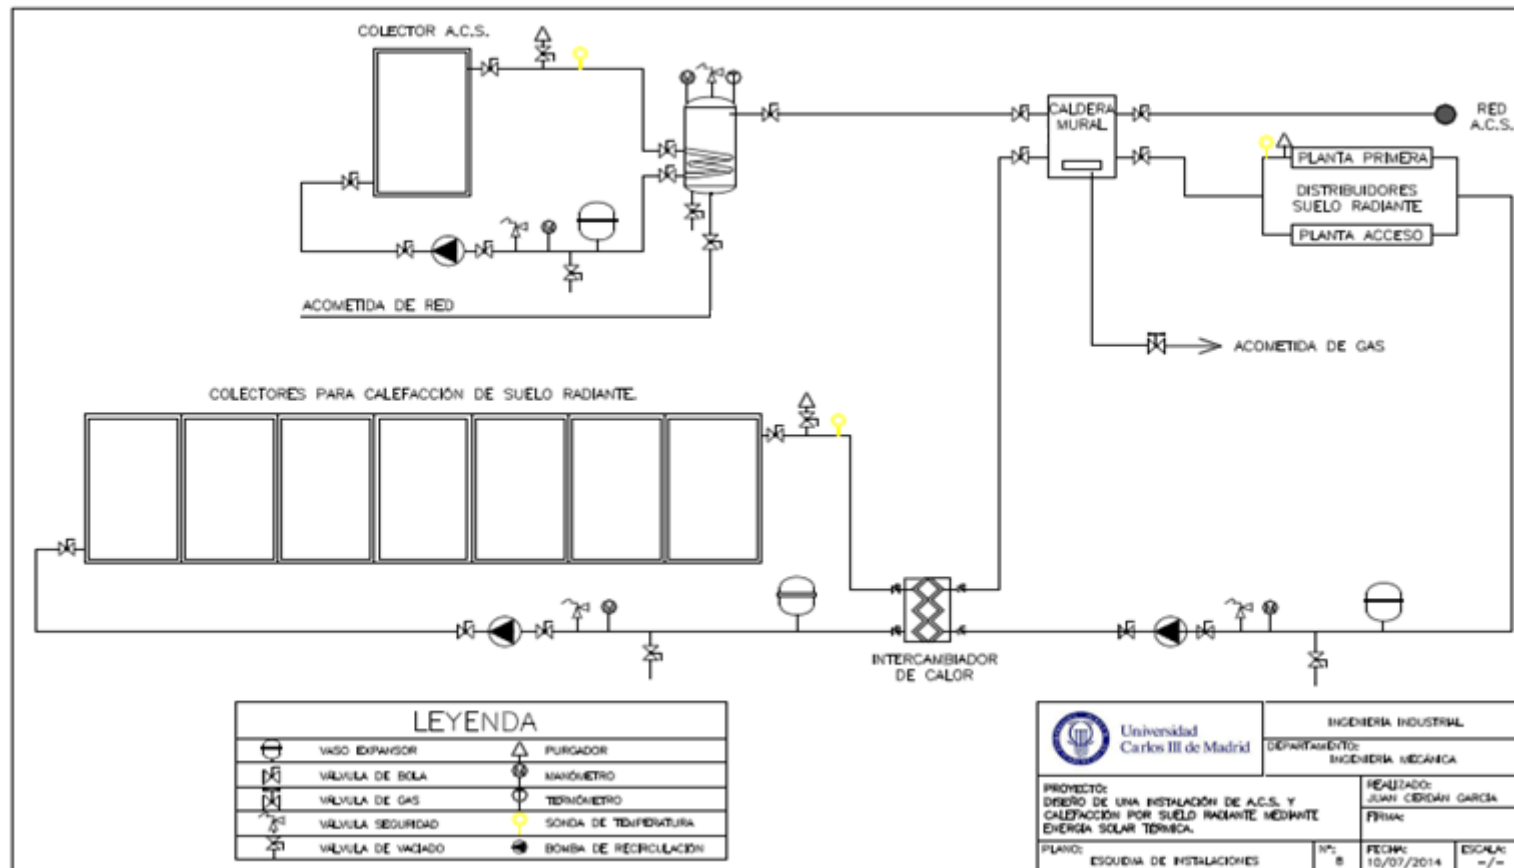 COLECTOR A.C.S.
CALDERA
MURAL
RED
A.C.S.
PLANTA PRIMERA
DISTRIBUIDORES
SUELO RADIANTE
PLANTA ACCESO
ACOMETIDA DE RED
ACOMETIDA DE GAS
COLECTORES PARA CALEFACCIÓN DE SUELO RADIANTE.
INTERCAMBIADOR
DE CALOR
LEYENDA
VASO EXPANSOR
PURGADOR
VÁLVULA DE BOLA
MANÓMETRO
VÁLVULA DE GAS
TERMÓMETRO
VÁLVULA SEGURIDAD
SONDA DE TEMPERATURA
VÁLVULA DE VACIADO
BOMBA DE RECIRCULACIÓN
Universidad
Carlos III de Madrid
INGENIERÍA INDUSTRIAL
DEPARTAMENTO:
INGENIERÍA MECÁNICA
PROYECTO:
DISEÑO DE UNA INSTALACIÓN DE A.C.S. Y
CALEFACCIÓN POR SUELO RADIANTE MEDIANTE
ENERGÍA SOLAR TÉRMICA.
REALIZADO:
JUAN CERDÁN GARCÍA
FIRMA:
PLANO:
ESQUEMA DE INSTALACIONES
Nº:
8
FECHA:
10/07/2014
ESCALA:
-/-